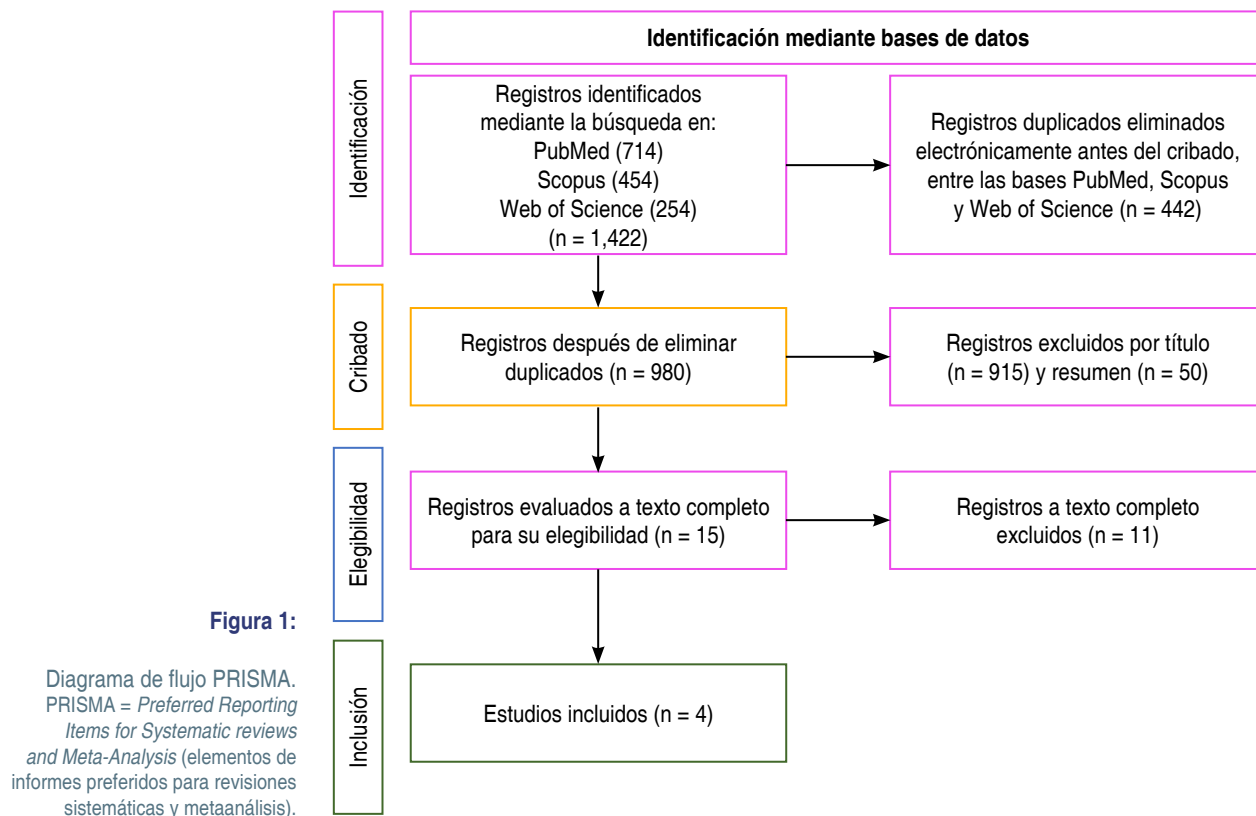 Identificación
Identificación mediante bases de datos
Registros identificados
mediante la búsqueda en:
PubMed (714)
Scopus (454)
Web of Science (254)
(n = 1,422)
Registros duplicados eliminados
electrónicamente antes del cribado,
entre las bases PubMed, Scopus
y Web of Science (n = 442)
Cribado
Registros después de eliminar
duplicados (n = 980)
Registros excluidos por título
(n = 915) y resumen (n = 50)
Elegibilidad
Registros evaluados a texto completo
para su elegibilidad (n = 15)
Registros a texto completo
excluidos (n = 11)
Inclusión
Estudios incluidos (n = 4)
Figura 1:
Diagrama de flujo PRISMA.
PRISMA = Preferred Reporting
Items for Systematic reviews
and Meta-Analysis (elementos de
informes preferidos para revisiones
sistemáticas y metaanálisis).